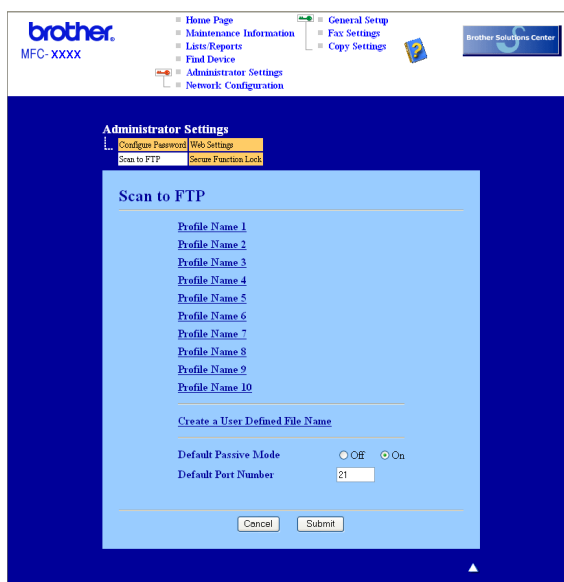 brother.
MFC-XXXX
Home Page
Maintenance Information
Lists/Reports
Find Device
Administrator Settings
Network Configuration
General Setup
Fax Settings
Copy Settings
Brother Solutions Center
Administrator Settings
Configure Password Web Settings
Scan to FTP Secure Function Lock
Scan to FTP
Profile Name 1
Profile Name 2
Profile Name 3
Profile Name 4
Profile Name 5
Profile Name 6
Profile Name 7
Profile Name 8
Profile Name 9
Profile Name 10
Create a User Defined File Name
Default Passive Mode Off On
Default Port Number 21
Cancel Submit